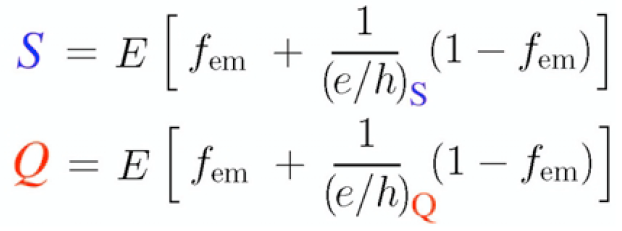 S = E [ f_em + 1/(e/h)_S (1 − f_em) ]
Q = E [ f_em + 1/(e/h)_Q (1 − f_em) ]